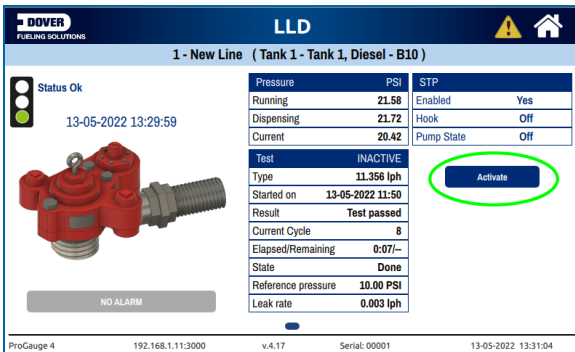 DOVER
FUELING SOLUTIONS
LLD
1 - New Line ( Tank 1 - Tank 1, Diesel - B10 )
Status Ok
13-05-2022 13:29:59
NO ALARM
Pressure PSI
Running 21.58
Dispensing 21.72
Current 20.42
Test INACTIVE
Type 11.356 lph
Started on 13-05-2022 11:50
Result Test passed
Current Cycle 8
Elapsed/Remaining 0:07/--
State Done
Reference pressure 10.00 PSI
Leak rate 0.003 lph
STP
Enabled Yes
Hook Off
Pump State Off
Activate
ProGauge 4 192.168.1.11:3000 v.4.17 Serial: 00001 13-05-2022 13:31:04